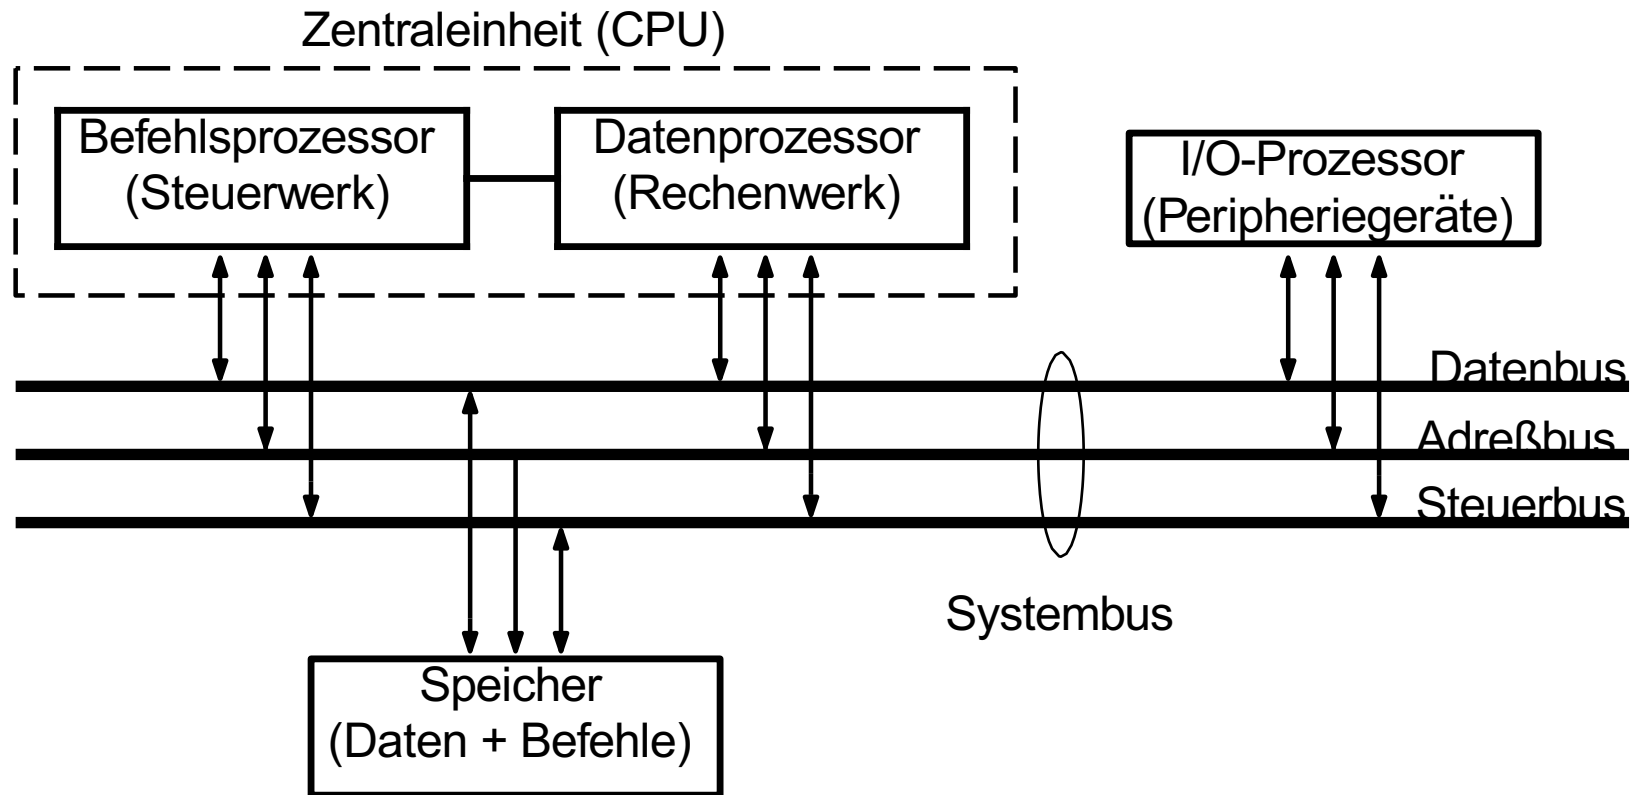 Zentraleinheit (CPU)
Befehlsprozessor
(Steuerwerk)
Datenprozessor
(Rechenwerk)
I/O-Prozessor
(Peripheriegeräte)
Datenbus
Adreßbus
Steuerbus
Systembus
Speicher
(Daten + Befehle)